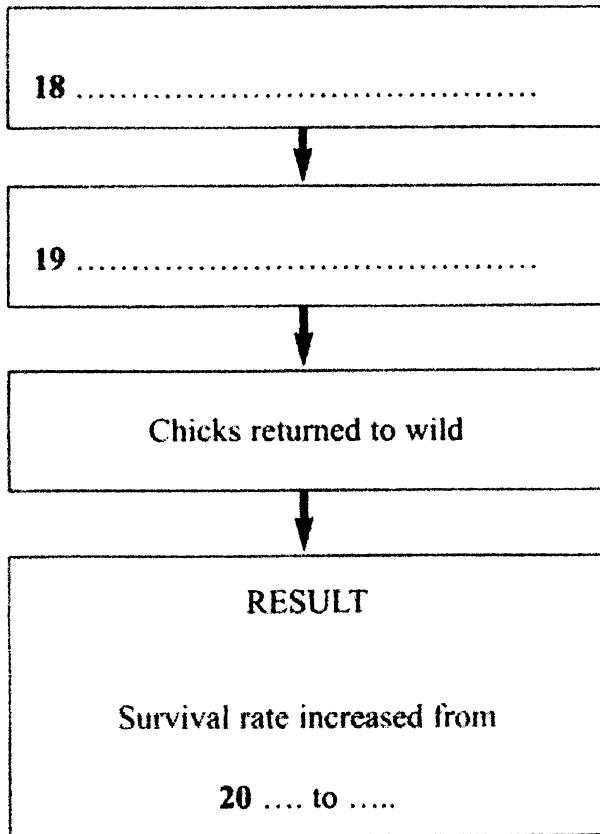 18 ..........................................
19 ..........................................
Chicks returned to wild
RESULT
Survival rate increased from
20 .... to .....